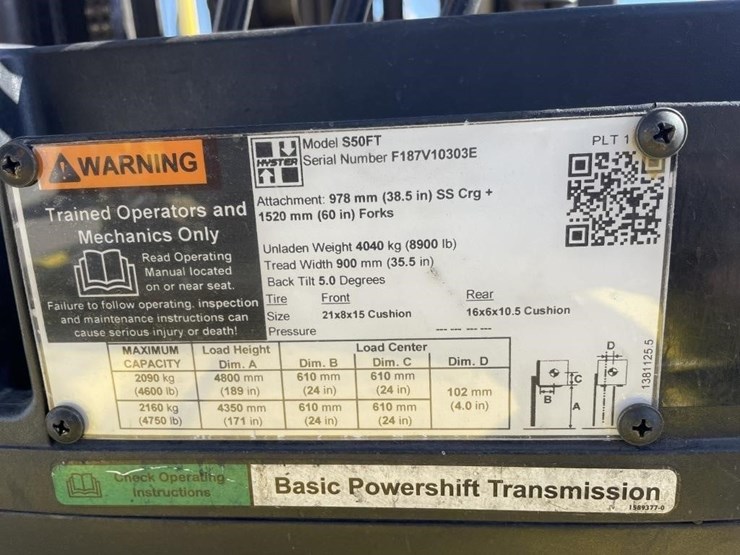 WARNING
Trained Operators and
Mechanics Only
Read Operating
Manual located
on or near seat.
Failure to follow operating, inspection
and maintenance instructions can
cause serious injury or death!
HYSTER
Model S50FT
Serial Number F187V10303E
PLT 1
Attachment: 978 mm (38.5 in) SS Crg +
1520 mm (60 in) Forks
Unladen Weight 4040 kg (8900 lb)
Tread Width 900 mm (35.5 in)
Back Tilt 5.0 Degrees
Tire Front Rear
Size 21x8x15 Cushion 16x6x10.5 Cushion
Pressure --- --- --- ---
MAXIMUM CAPACITY Load Height Dim. A Load Center Dim. B Dim. C Dim. D
2090 kg 4800 mm 610 mm 610 mm
(4600 lb) (189 in) (24 in) (24 in)
102 mm
(4.0 in)
2160 kg 4350 mm 610 mm 610 mm
(4750 lb) (171 in) (24 in) (24 in)
D
C
B
A
1381125 5
Check Operating
Instructions
Basic Powershift Transmission
1589377-0